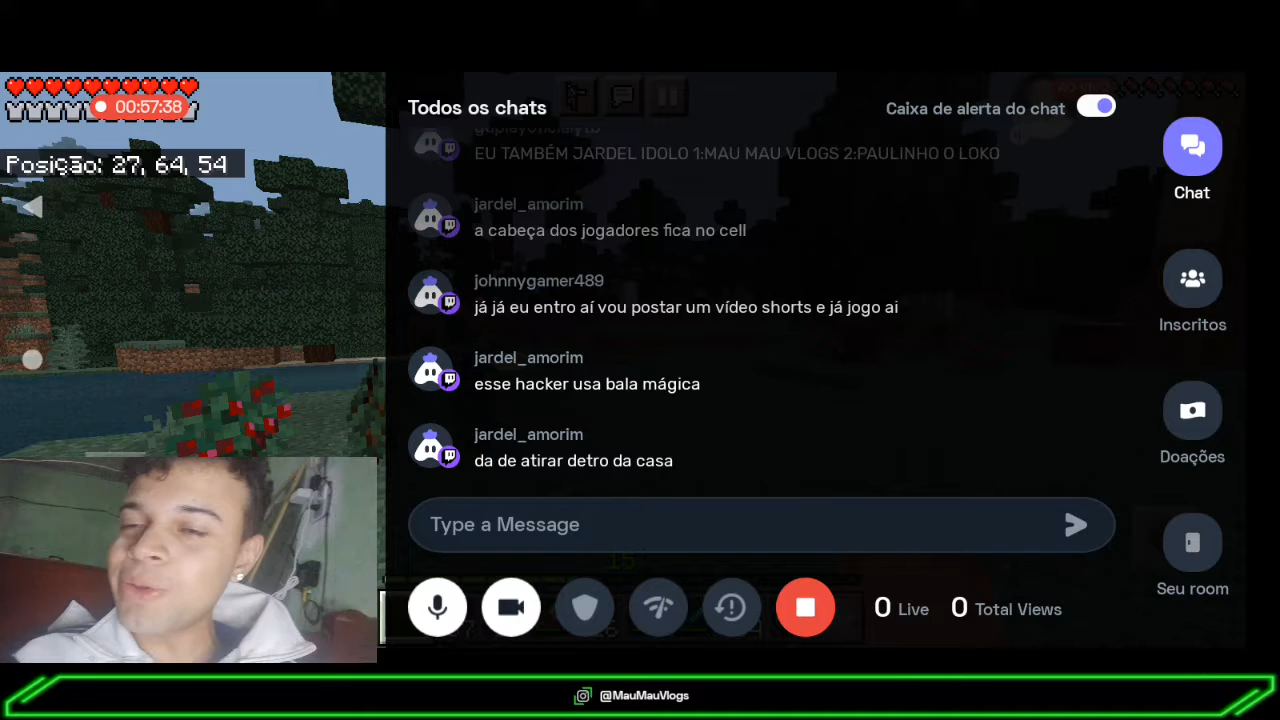 00:57:38
Posição: 27, 64, 54
Todos os chats
Caixa de alerta do chat
gdplayoficialytb
EU TAMBÉM JARDEL IDOLO 1:MAU MAU VLOGS 2:PAULINHO O LOKO
jardel_amorim
a cabeça dos jogadores fica no cell
johnnygamer489
já já eu entro aí vou postar um vídeo shorts e já jogo ai
jardel_amorim
esse hacker usa bala mágica
jardel_amorim
da de atirar detro da casa
Type a Message
0 Live 0 Total Views
Chat
Inscritos
Doações
Seu room
@MauMauVlogs